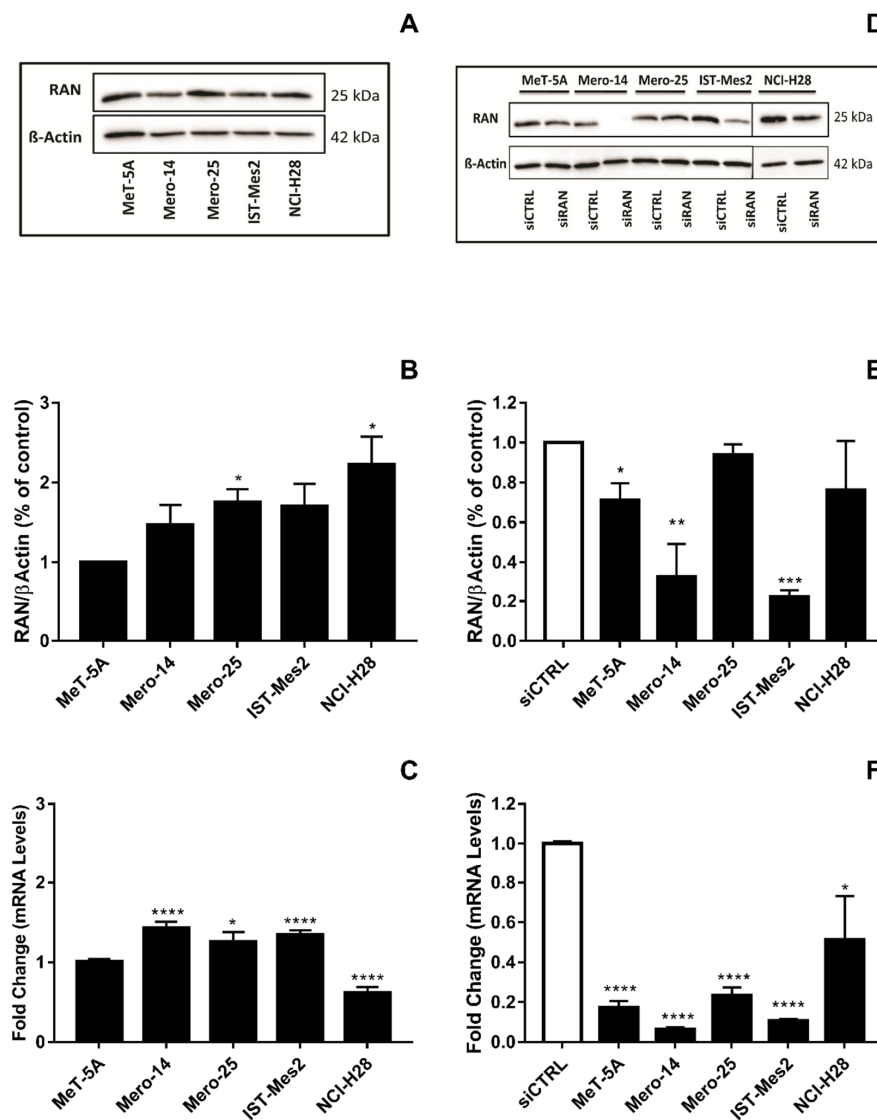 A
RAN
25 kDa
ß-Actin
42 kDa
MeT-5A
Mero-14
Mero-25
IST-Mes2
NCI-H28
D
MeT-5A Mero-14 Mero-25 IST-Mes2 NCI-H28
RAN
25 kDa
ß-Actin
42 kDa
siCTRL
siRAN
siCTRL
siRAN
siCTRL
siRAN
siCTRL
siRAN
siCTRL
siRAN
B
RAN/β Actin (% of control)
3
2
1
0
*
*
MeT-5A
Mero-14
Mero-25
IST-Mes2
NCI-H28
E
RAN/β Actin (% of control)
1.2
1.0
0.8
0.6
0.4
0.2
0.0
*
**
***
siCTRL
MeT-5A
Mero-14
Mero-25
IST-Mes2
NCI-H28
C
Fold Change (mRNA Levels)
3
2
1
0
****
*
****
****
MeT-5A
Mero-14
Mero-25
IST-Mes2
NCI-H28
F
Fold Change (mRNA Levels)
1.2
1.0
0.8
0.6
0.4
0.2
0.0
****
****
****
****
*
siCTRL
MeT-5A
Mero-14
Mero-25
IST-Mes2
NCI-H28